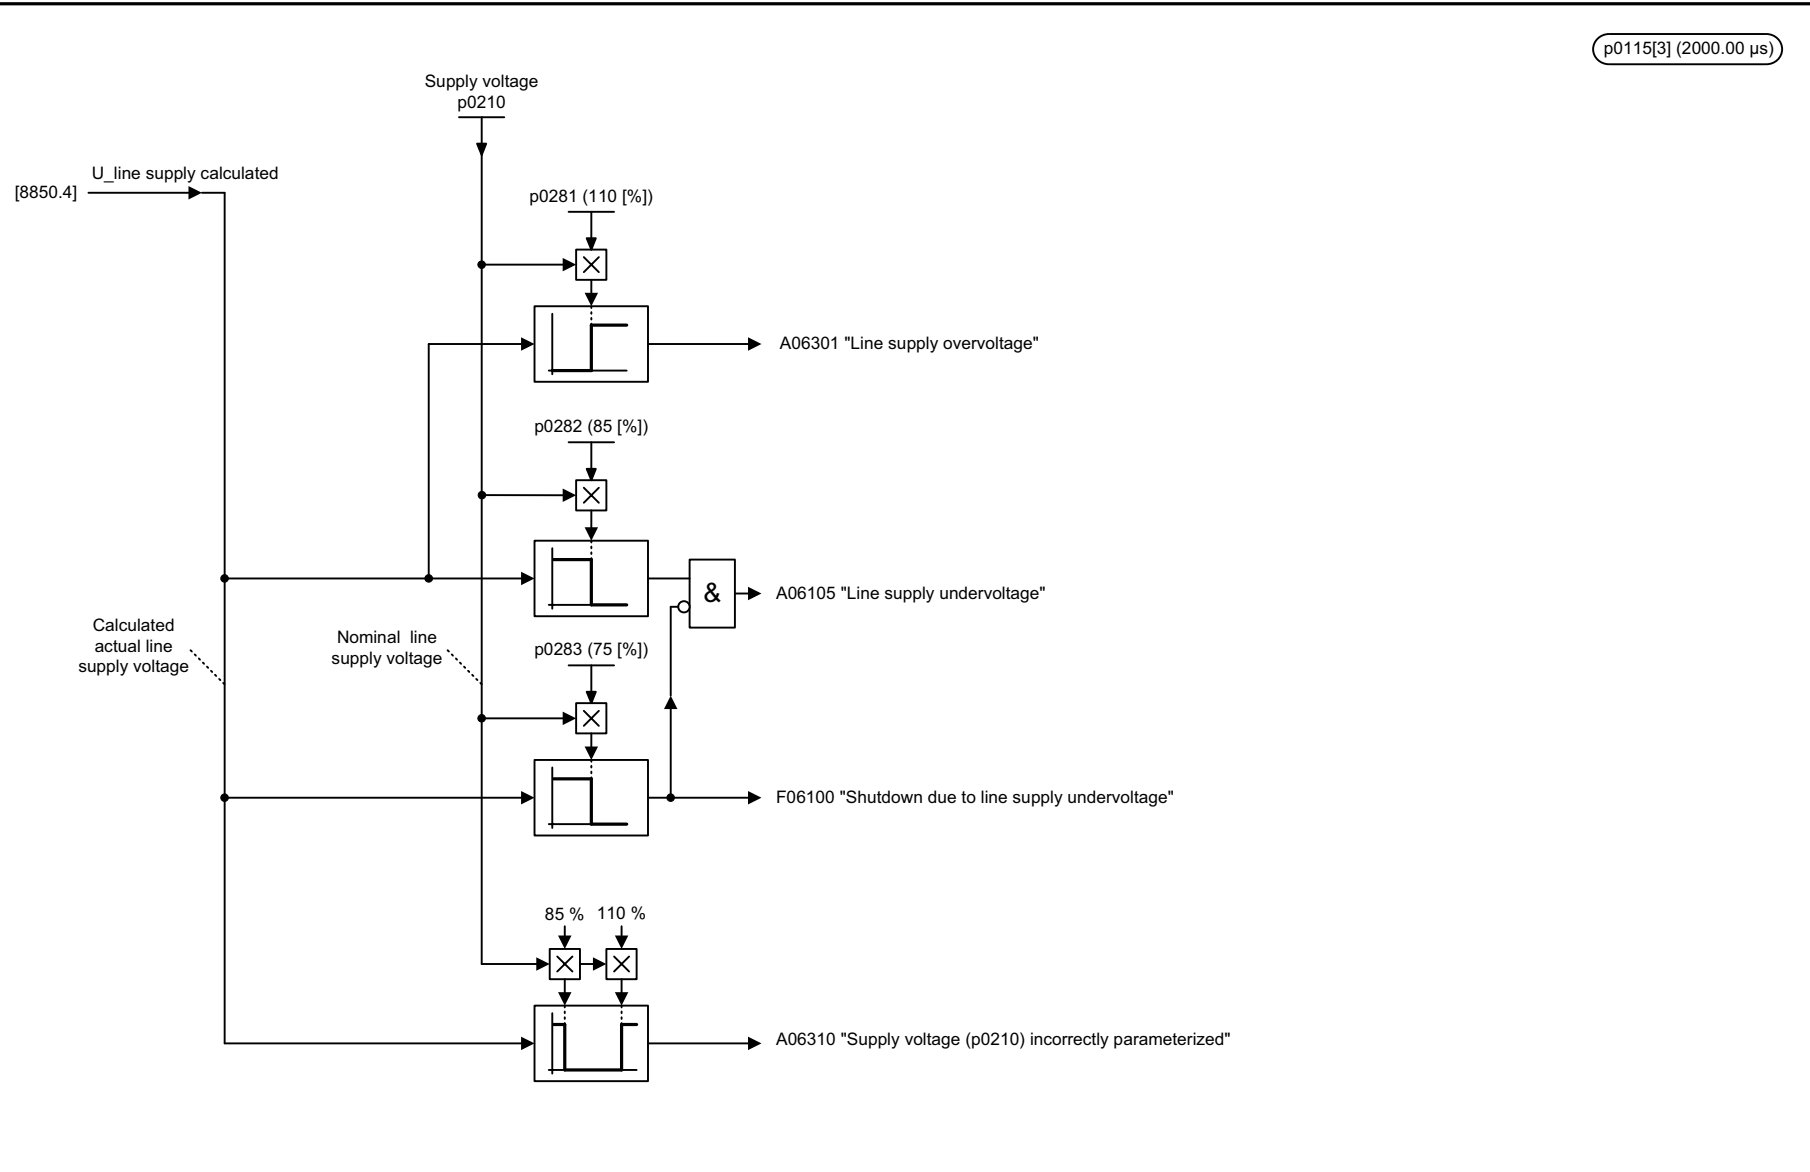 p0115[3] (2000.00 µs)
Supply voltage
p0210
U_line supply calculated
[8850.4]
p0281 (110 [%])
A06301 "Line supply overvoltage"
p0282 (85 [%])
&
A06105 "Line supply undervoltage"
Calculated
actual line
supply voltage
Nominal line
supply voltage
p0283 (75 [%])
F06100 "Shutdown due to line supply undervoltage"
85 % 110 %
A06310 "Supply voltage (p0210) incorrectly parameterized"